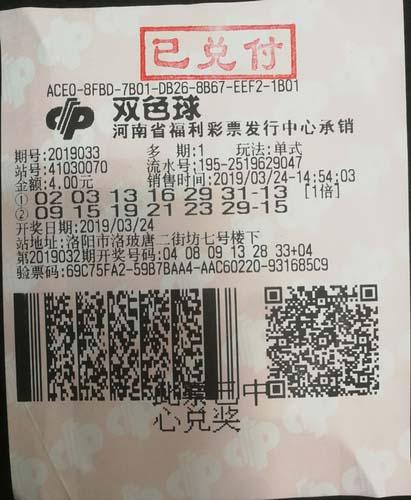 已兑付
ACE0-8FBD-7B01-DB26-8B67-EEF2-1B01
双色球
河南省福利彩票发行中心承销
期号:2019033 多 期:1 玩法:单式
站号:41030070 流水号:195-2519629047
金额:4.00元 销售时间:2019/03/24-14:54:03
① 02 03 13 16 29 31-13 [1倍]
② 09 15 19 21 23 29-15
开奖日期:2019/03/24
站地址:洛阳市洛玻唐二街坊七号楼下
第2019032期开奖号码:04 08 09 13 28 33+04
验票码:69C75FA2-59B7BAA4-AAC60220-931685C9
此票已中
心兑奖